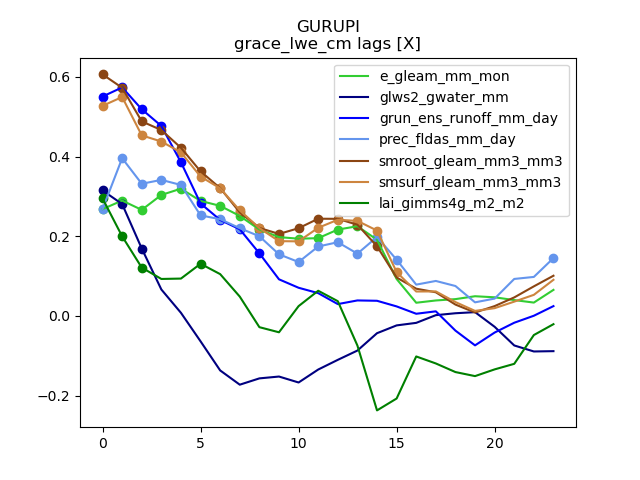 GURUPI
grace_lwe_cm lags [X]
e_gleam_mm_mon
glws2_gwater_mm
grun_ens_runoff_mm_day
prec_fldas_mm_day
smroot_gleam_mm3_mm3
smsurf_gleam_mm3_mm3
lai_gimms4g_m2_m2
0.6
0.4
0.2
0.0
−0.2
0 5 10 15 20